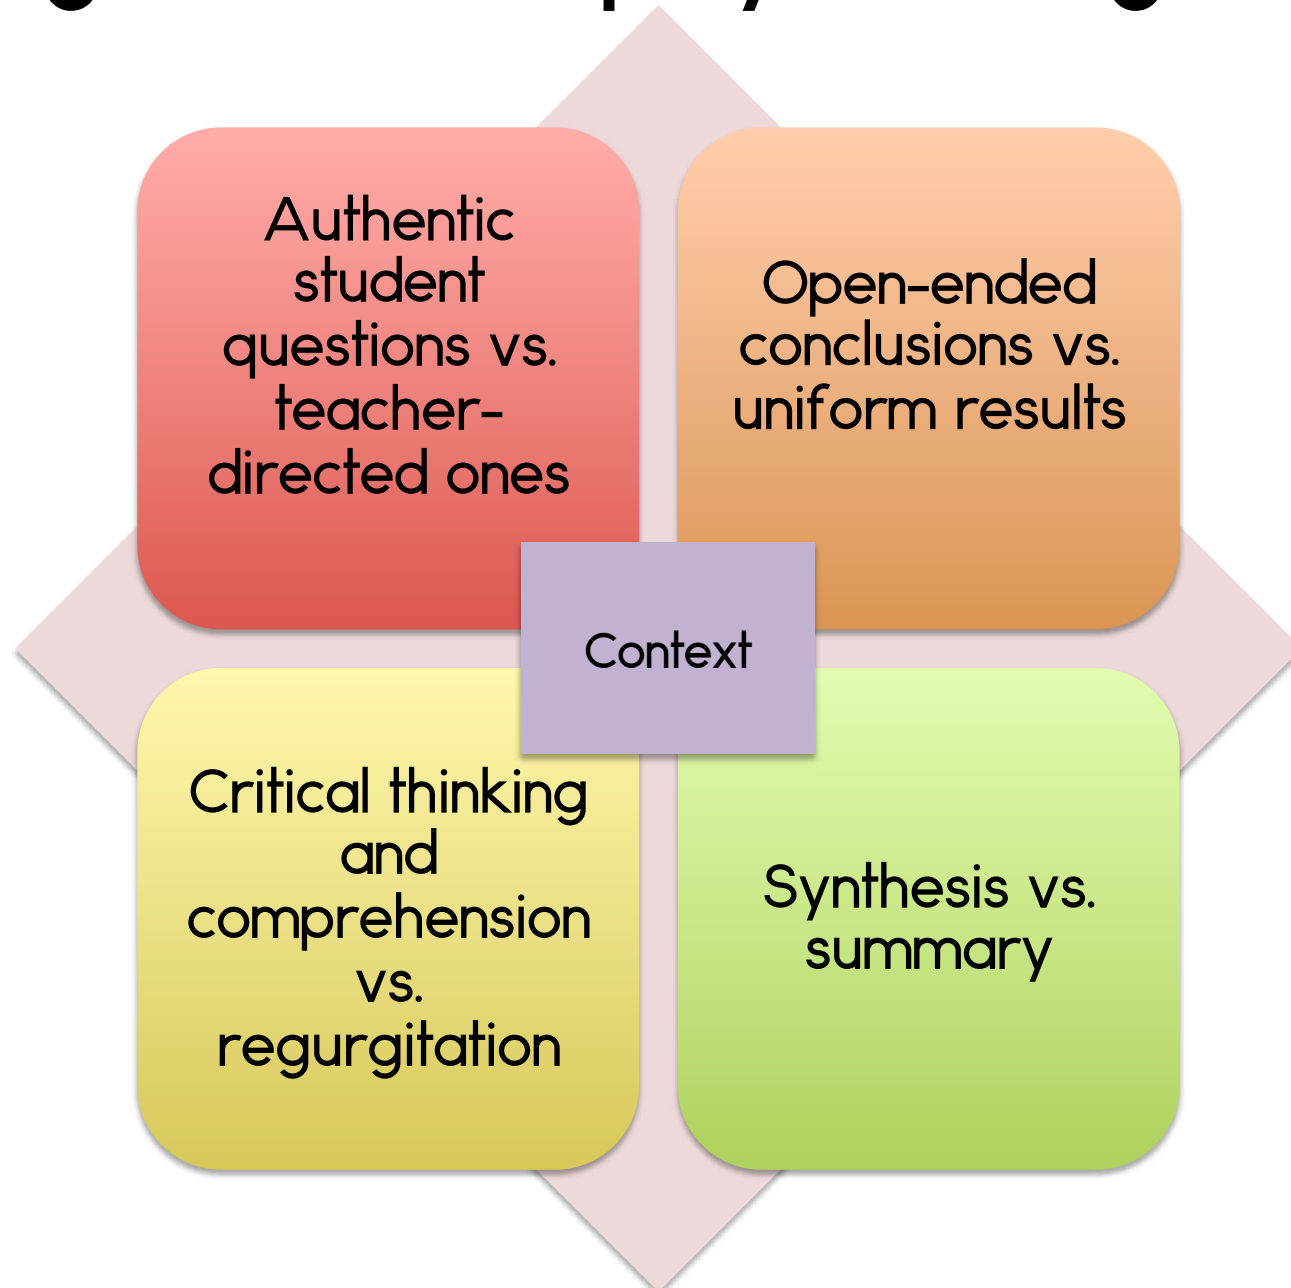 Authentic
student
questions vs.
teacher-
directed ones
Open-ended
conclusions vs.
uniform results
Context
Critical thinking
and
comprehension
vs.
regurgitation
Synthesis vs.
summary